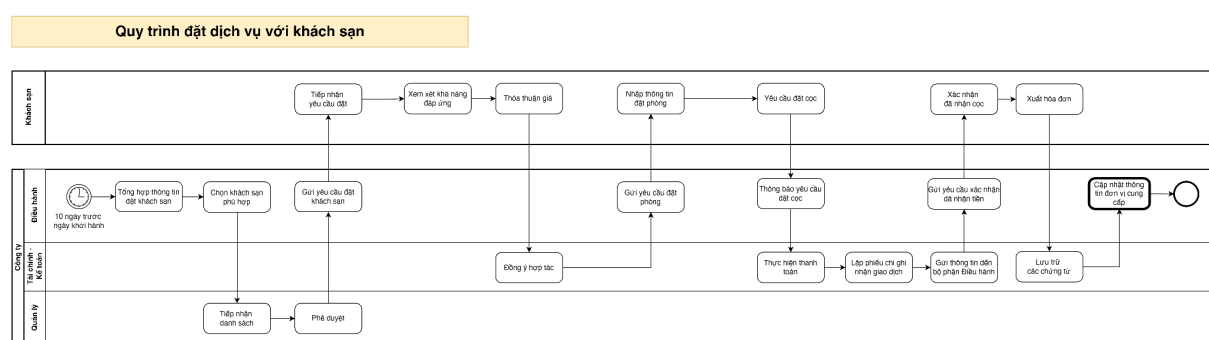 Quy trình đặt dịch vụ với khách sạn
Khách sạn
Tiếp nhận
yêu cầu đặt
Xem xét khả năng
đáp ứng
Thỏa thuận giá
Nhập thông tin
đặt phòng
Yêu cầu đặt cọc
Xác nhận
đã nhận cọc
Xuất hóa đơn
Công ty
Điều hành
10 ngày trước
ngày khởi hành
Tổng hợp thông tin
đặt khách sạn
Chọn khách sạn
phù hợp
Gửi yêu cầu đặt
khách sạn
Gửi yêu cầu đặt
phòng
Thông báo yêu cầu
đặt cọc
Gửi yêu cầu xác nhận
đã nhận tiền
Cập nhật thông
tin đơn vị cung
cấp
Tài chính -
Kế toán
Đồng ý hợp tác
Thực hiện thanh
toán
Lập phiếu chi ghi
nhận giao dịch
Gửi thông tin đến
bộ phận Điều hành
Lưu trữ
các chứng từ
Quản lý
Tiếp nhận
danh sách
Phê duyệt